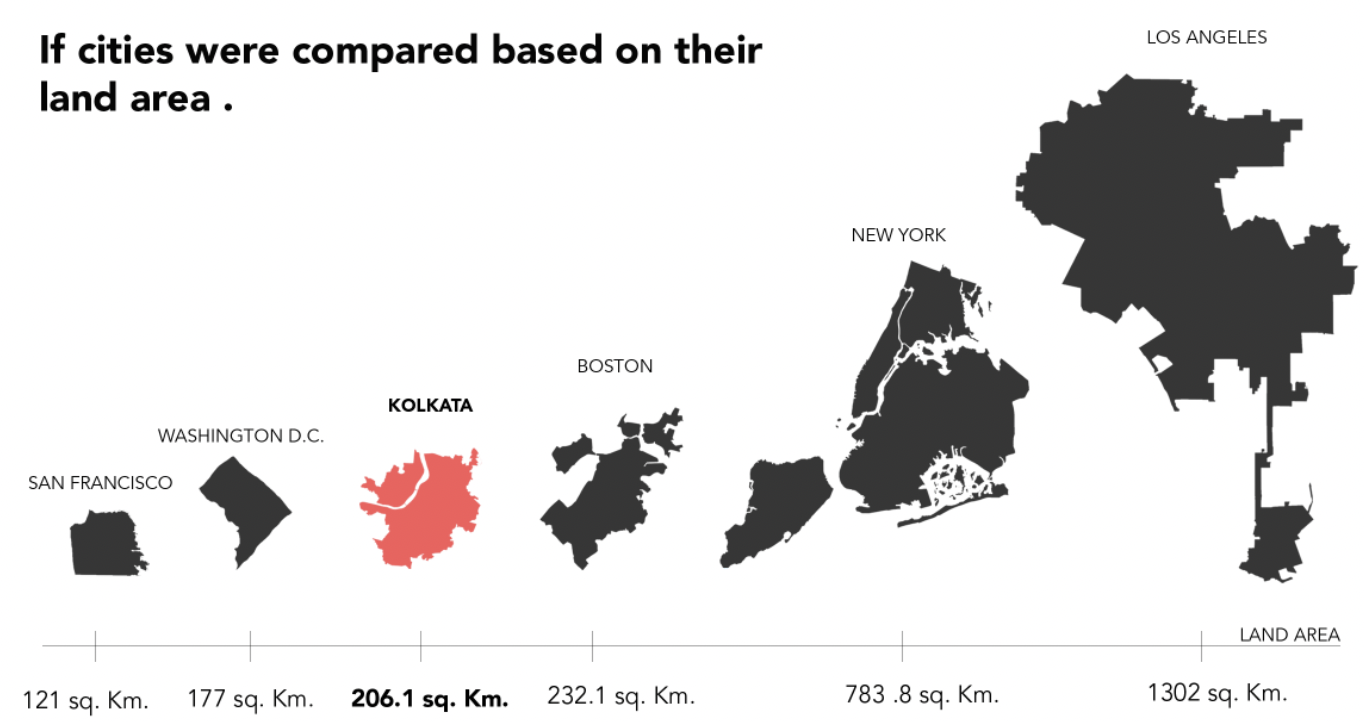 If cities were compared based on their
land area .
LOS ANGELES
NEW YORK
BOSTON
KOLKATA
WASHINGTON D.C.
SAN FRANCISCO
LAND AREA
121 sq. Km.
177 sq. Km.
206.1 sq. Km.
232.1 sq. Km.
783 .8 sq. Km.
1302 sq. Km.